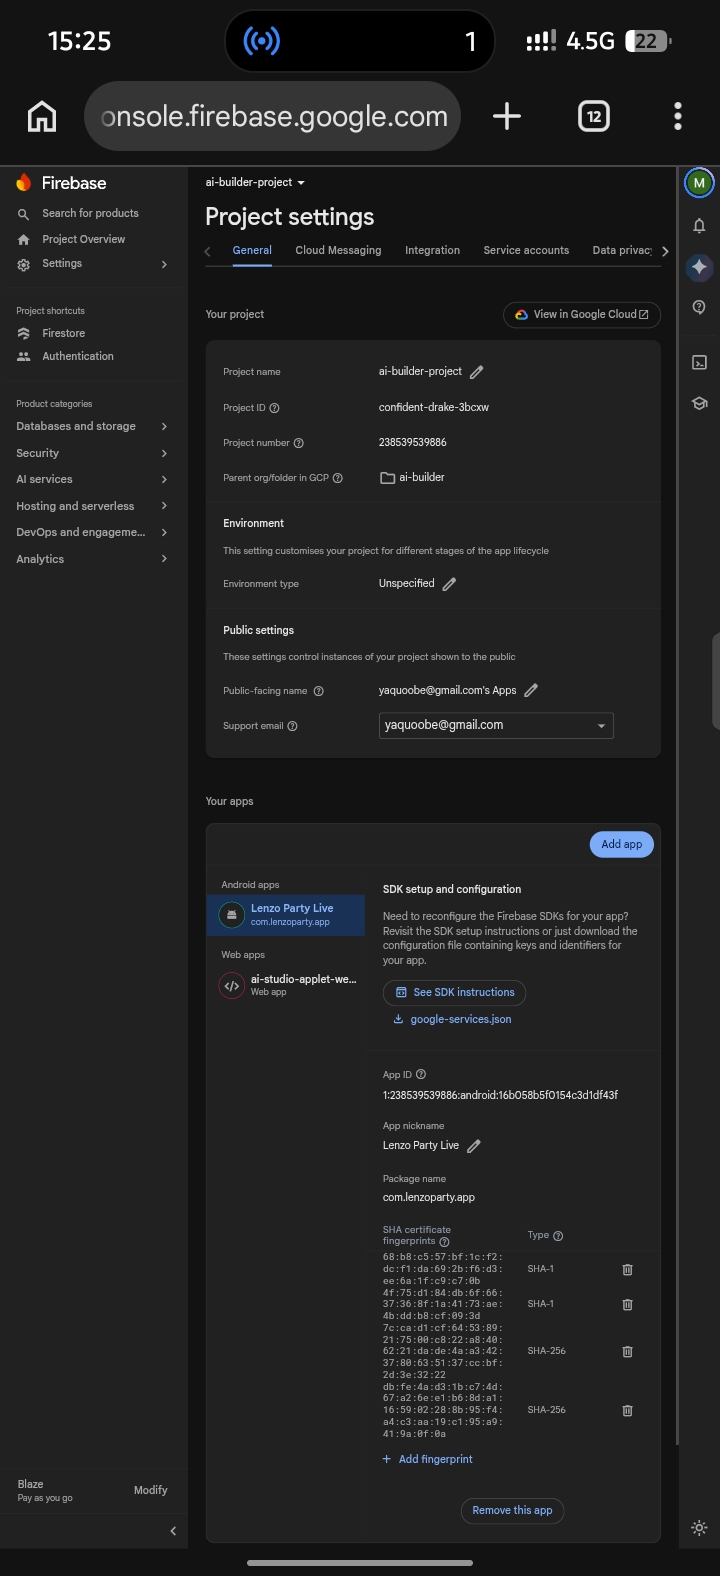 15:25
1
4.5G
22
onsole.firebase.google.com
12
Firebase
Search for products
Project Overview
Settings
Project shortcuts
Firestore
Authentication
Product categories
Databases and storage
Security
AI services
Hosting and serverless
DevOps and engageme...
Analytics
Blaze
Pay as you go
Modify
ai-builder-project
Project settings
General
Cloud Messaging
Integration
Service accounts
Data privac
M
Your project
View in Google Cloud
Project name
ai-builder-project
Project ID
confident-drake-3bcxw
Project number
238539539886
Parent org/folder in GCP
ai-builder
Environment
This setting customises your project for different stages of the app lifecycle
Environment type
Unspecified
Public settings
These settings control instances of your project shown to the public
Public-facing name
yaquoobe@gmail.com's Apps
Support email
yaquoobe@gmail.com
Your apps
Add app
Android apps
Lenzo Party Live
com.lenzoparty.app
Web apps
ai-studio-applet-we...
Web app
SDK setup and configuration
Need to reconfigure the Firebase SDKs for your app?
Revisit the SDK setup instructions or just download the
configuration file containing keys and identifiers for
your app.
See SDK instructions
google-services.json
App ID
1:238539539886:android:16b058b5f0154c3d1df43f
App nickname
Lenzo Party Live
Package name
com.lenzoparty.app
SHA certificate
fingerprints
Type
68:b8:c5:57:bf:1c:f2:
dc:f1:da:69:2b:f6:d3:
ee:6a:1f:c9:c7:0b
SHA-1
4f:75:d1:84:db:6f:66:
37:36:8f:1a:41:73:ae:
4b:dd:b8:cf:09:3d
SHA-1
7c:ca:d1:cf:64:53:89:
21:75:00:c8:22:a8:40:
62:21:da:de:4a:a3:42:
37:80:63:51:37:cc:bf:
2d:3e:32:22
SHA-256
db:fe:4a:d3:1b:c7:4d:
67:a2:6e:e1:b6:8d:a1:
16:59:02:28:8b:95:f4:
a4:c3:aa:19:c1:95:a9:
41:9a:0f:0a
SHA-256
Add fingerprint
Remove this app